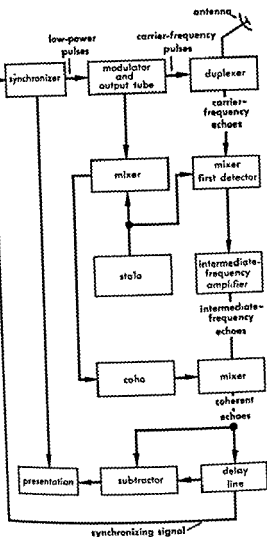 antenna
low-power
pulses
carrier-frequency
pulses
synchronizer
modulator
and
output tube
duplexer
carrier-
frequency
echoes
mixer
mixer
first detector
stalo
intermediate-
frequency
amplifier
intermediate-
frequency
echoes
coho
mixer
coherent
echoes
presentation
subtractor
delay
line
synchronizing signal